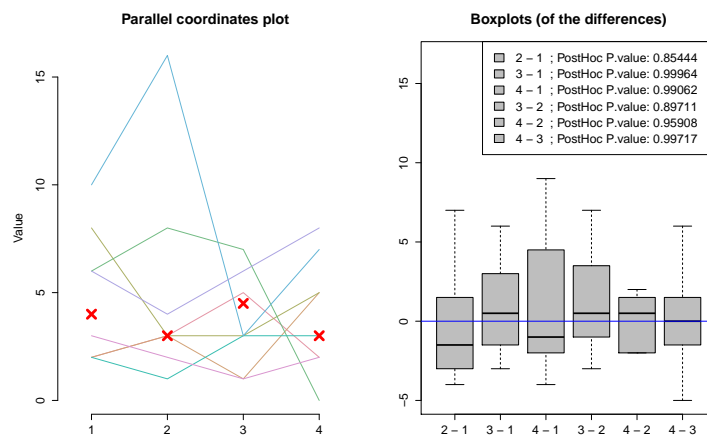 Parallel coordinates plot
Value
15
10
5
0
1 2 3 4
Boxplots (of the differences)
2 − 1 ; PostHoc P.value: 0.85444
3 − 1 ; PostHoc P.value: 0.99964
4 − 1 ; PostHoc P.value: 0.99062
3 − 2 ; PostHoc P.value: 0.89711
4 − 2 ; PostHoc P.value: 0.95908
4 − 3 ; PostHoc P.value: 0.99717
15
10
5
0
−5
2 − 1 3 − 1 4 − 1 3 − 2 4 − 2 4 − 3